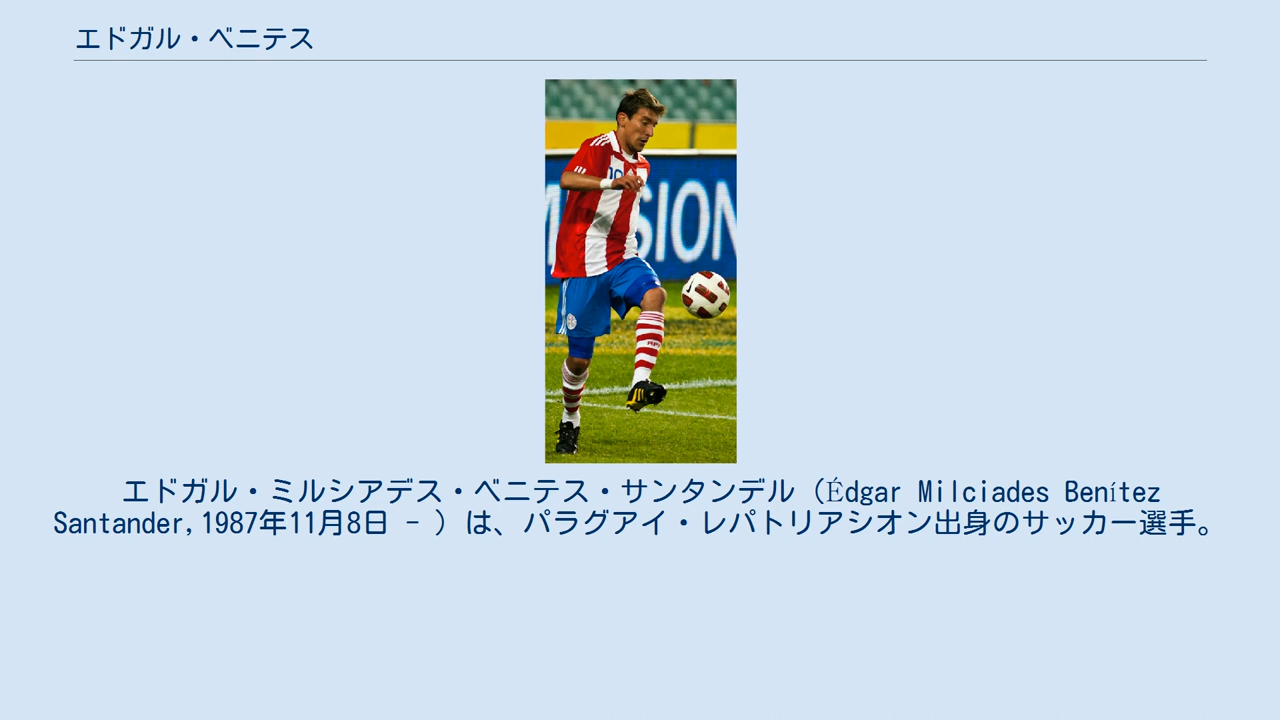 エドガル・ベニテス
MISSION
エドガル・ミルシアデス・ベニテス・サンタンデル（Édgar Milciades Benítez
Santander,1987年11月8日 - ）は、パラグアイ・レパトリアシオン出身のサッカー選手。